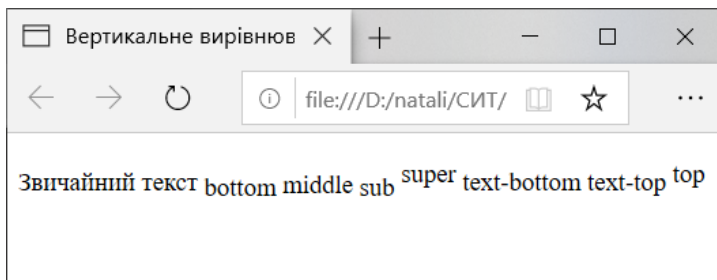 Вертикальне вирівнюв
file:///D:/natali/СИТ/
Звичайний текст bottom middle sub super text-bottom text-top top